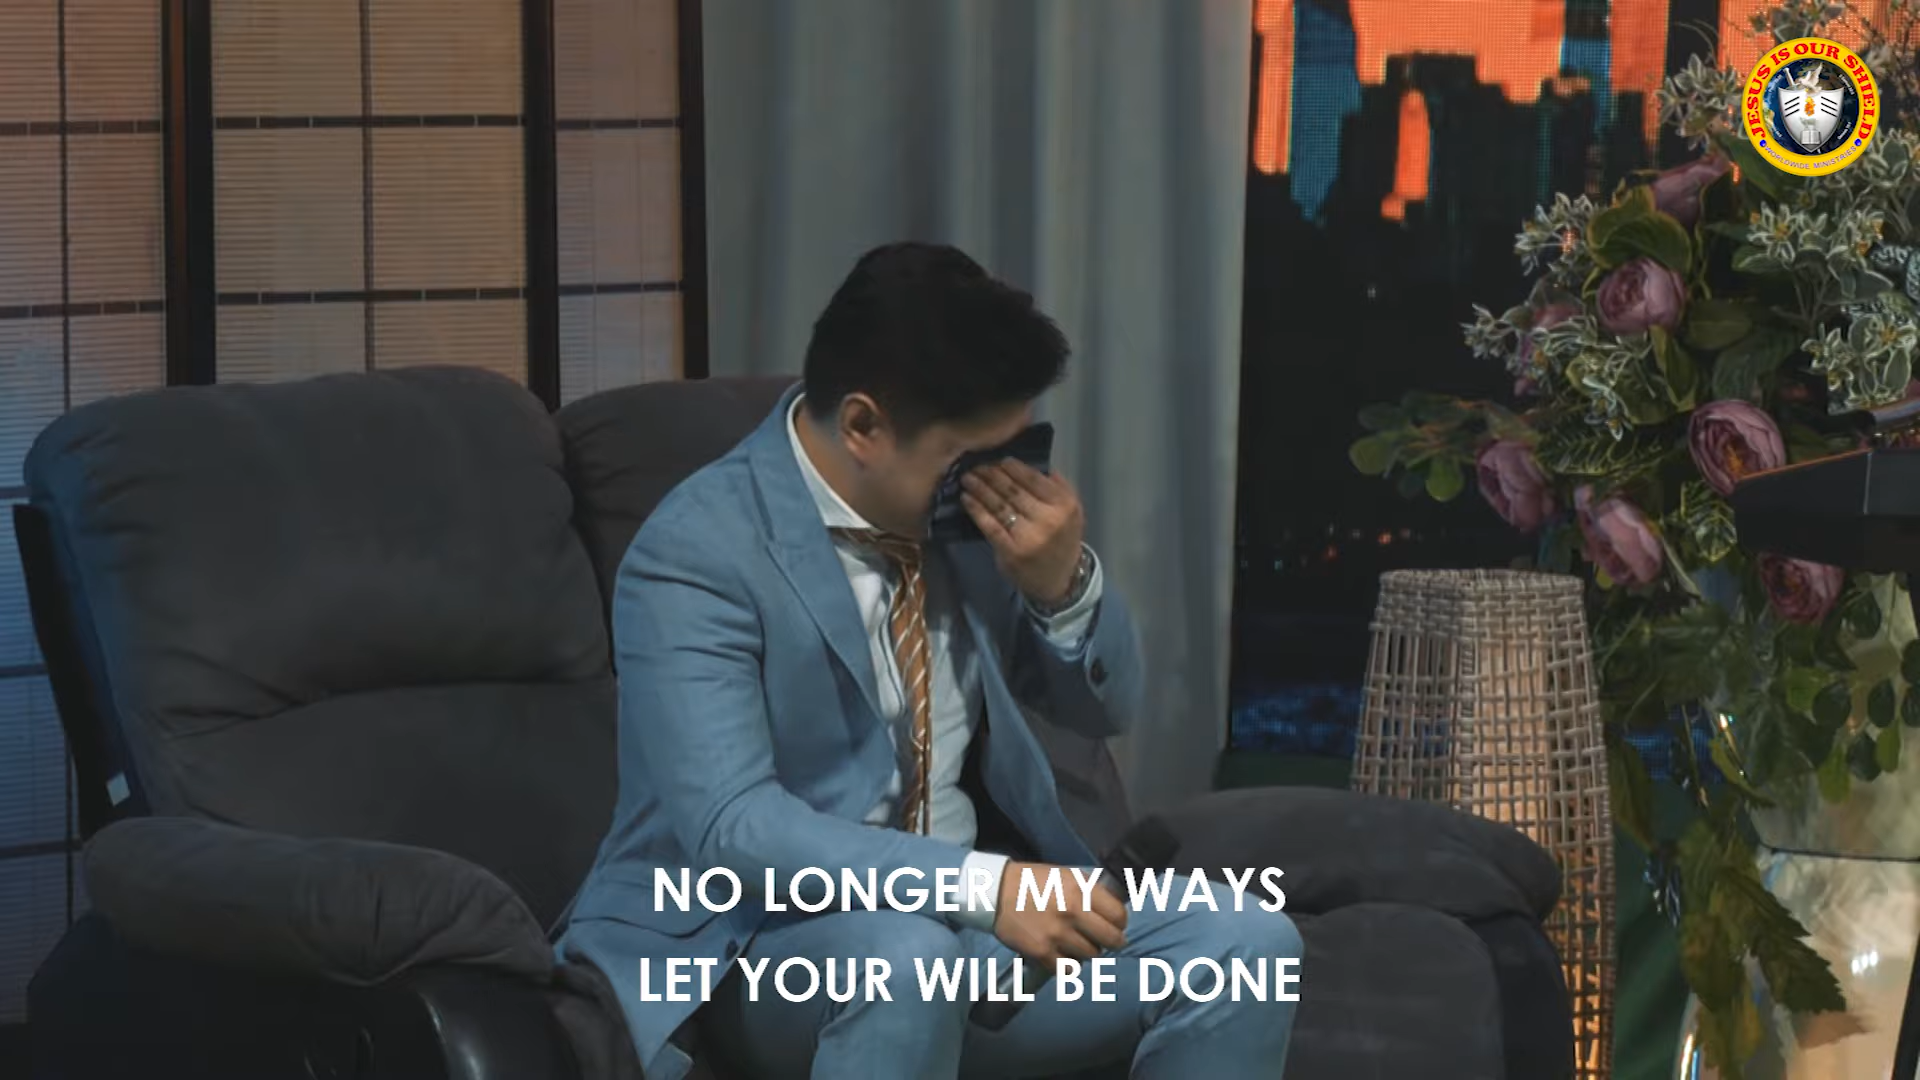 JESUS IS OUR SHIELD
WORLDWIDE MINISTRIES
NO LONGER MY WAYS
LET YOUR WILL BE DONE